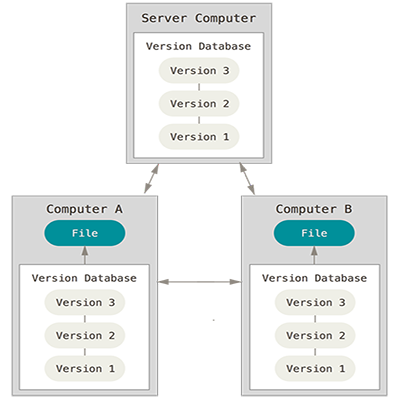 Server Computer
Version Database
Version 3
Version 2
Version 1
Computer A
File
Version Database
Version 3
Version 2
Version 1
Computer B
File
Version Database
Version 3
Version 2
Version 1